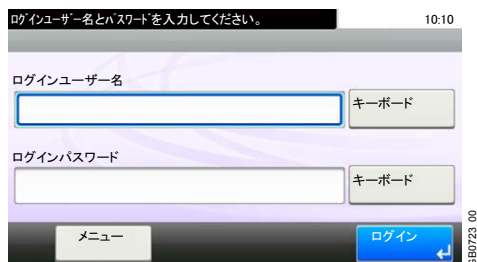 ﾛｸﾞｲﾝﾕｰｻﾞｰ名とﾊﾟｽﾜｰﾄﾞを入力してください。 10:10
ログインユーザー名
キーボード
ログインパスワード
キーボード
メニュー ログイン
GB0723 00